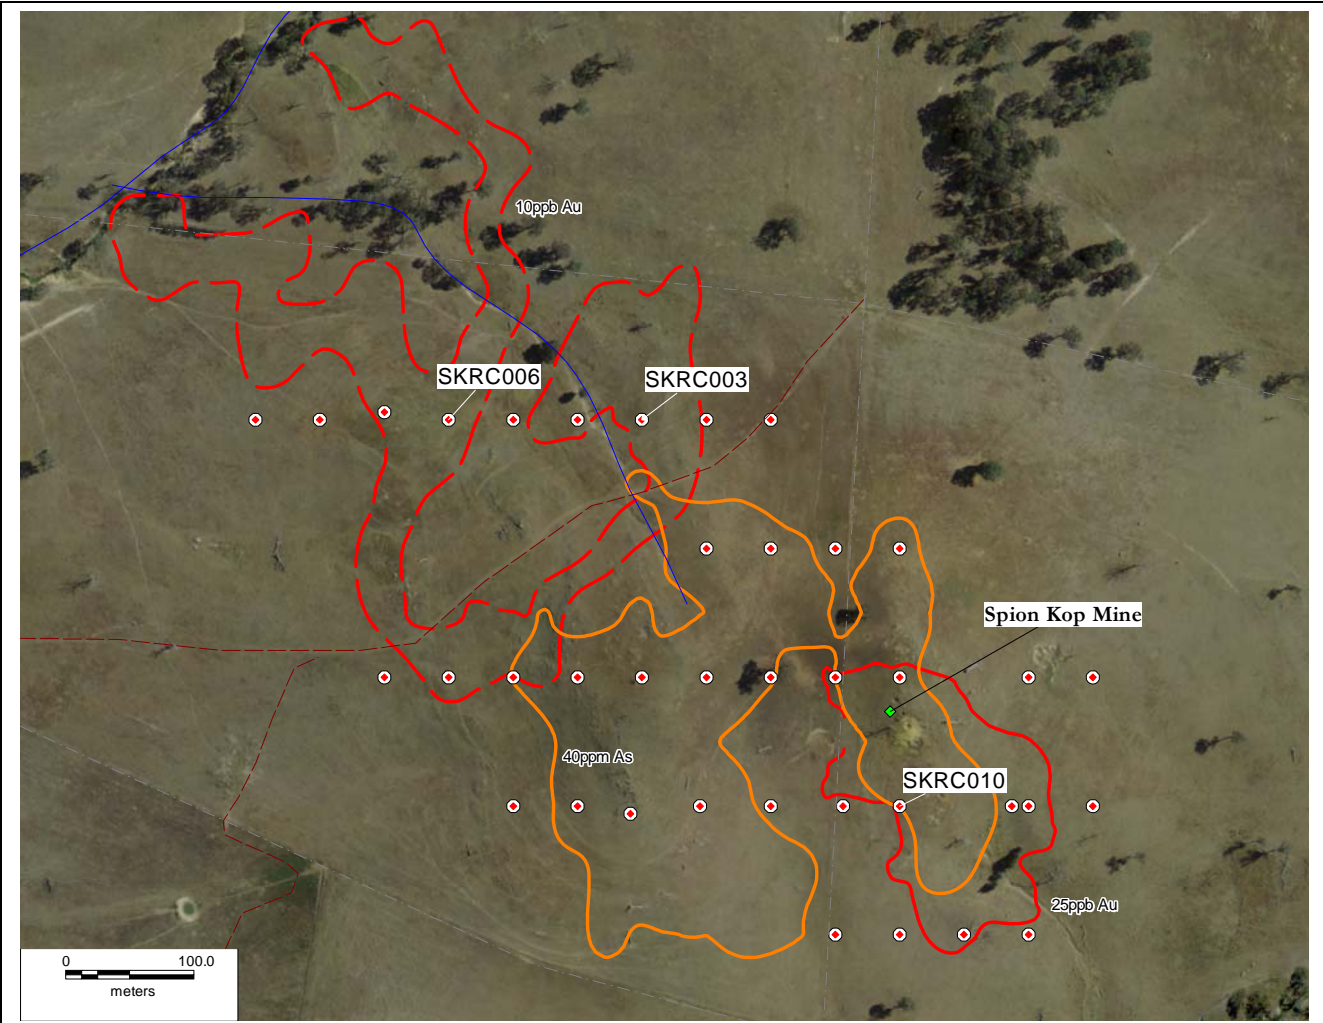 10ppb Au
SKRC006
SKRC003
Spion Kop Mine
40ppm As
SKRC010
25ppb Au
0 100.0
meters